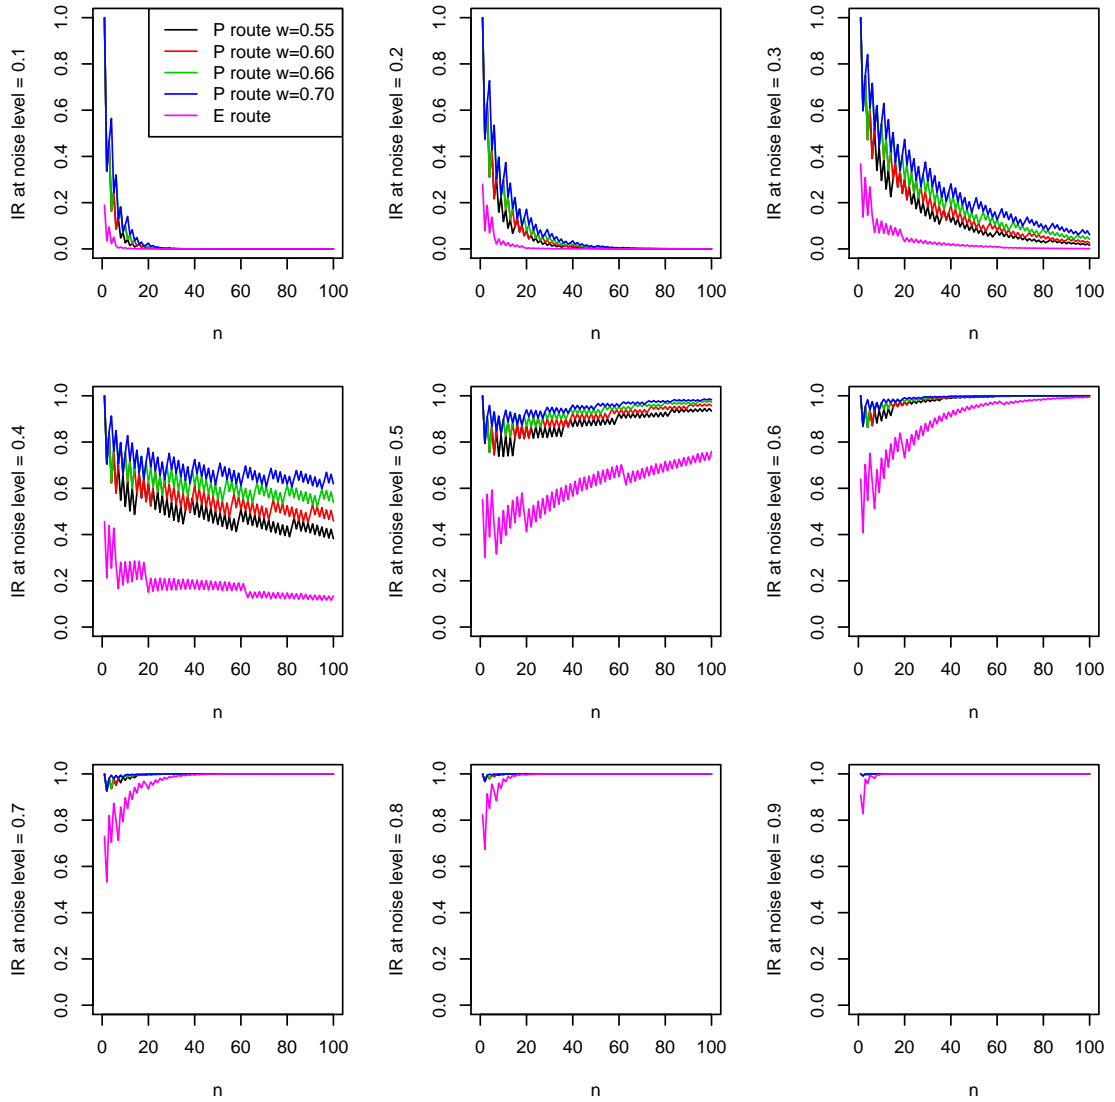 IR at noise level = 0.1
0.0 0.2 0.4 0.6 0.8 1.0
P route w=0.55
P route w=0.60
P route w=0.66
P route w=0.70
E route
0 20 40 60 80 100
n
IR at noise level = 0.2
0.0 0.2 0.4 0.6 0.8 1.0
0 20 40 60 80 100
n
IR at noise level = 0.3
0.0 0.2 0.4 0.6 0.8 1.0
0 20 40 60 80 100
n
IR at noise level = 0.4
0.0 0.2 0.4 0.6 0.8 1.0
0 20 40 60 80 100
n
IR at noise level = 0.5
0.0 0.2 0.4 0.6 0.8 1.0
0 20 40 60 80 100
n
IR at noise level = 0.6
0.0 0.2 0.4 0.6 0.8 1.0
0 20 40 60 80 100
n
IR at noise level = 0.7
0.0 0.2 0.4 0.6 0.8 1.0
0 20 40 60 80 100
n
IR at noise level = 0.8
0.0 0.2 0.4 0.6 0.8 1.0
0 20 40 60 80 100
n
IR at noise level = 0.9
0.0 0.2 0.4 0.6 0.8 1.0
0 20 40 60 80 100
n